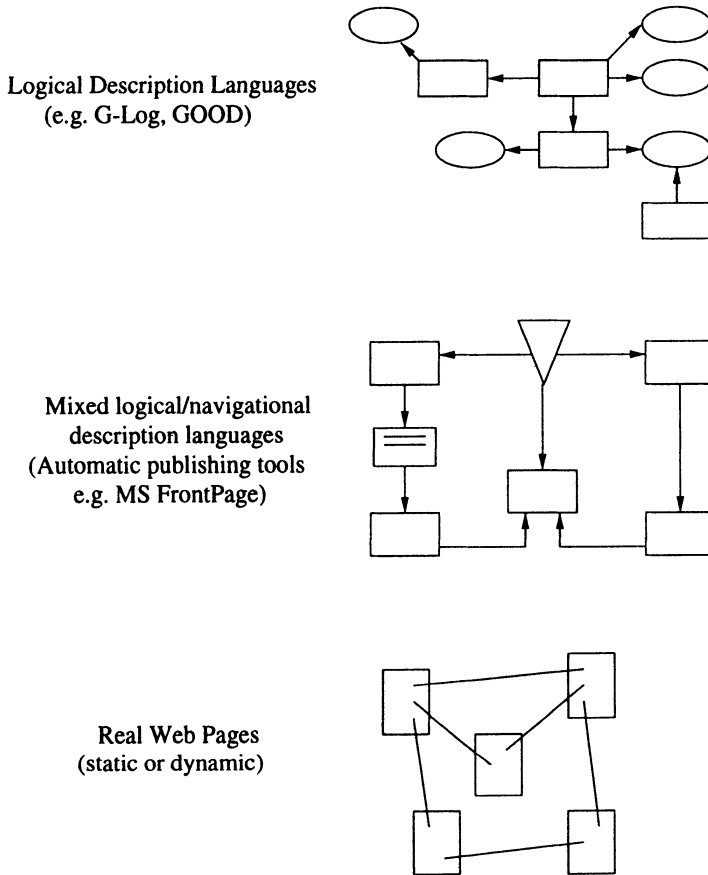 Logical Description Languages
(e.g. G-Log, GOOD)
Mixed logical/navigational
description languages
(Automatic publishing tools
e.g. MS FrontPage)
Real Web Pages
(static or dynamic)